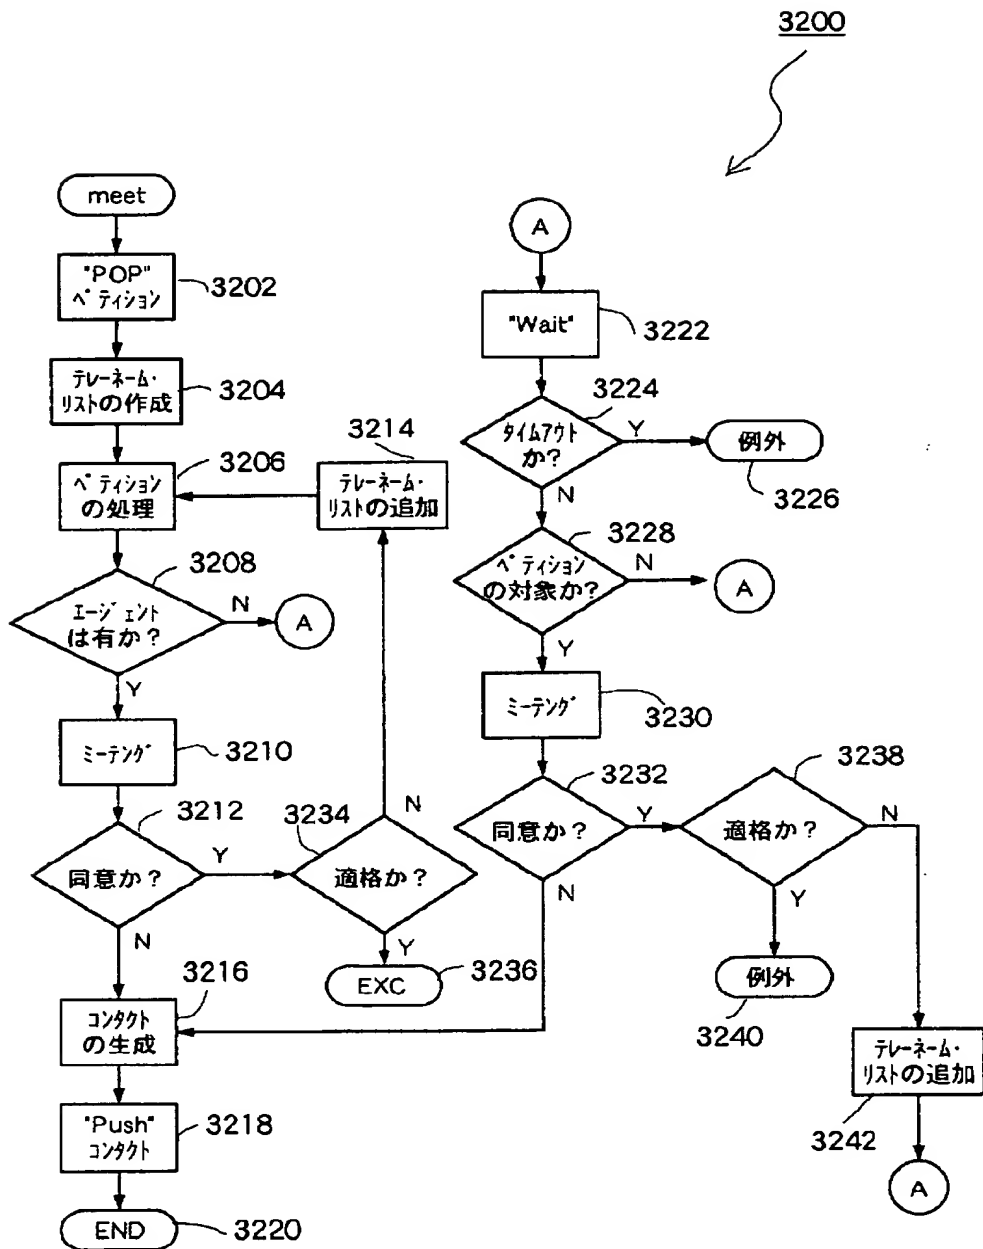 3200
meet
"POP"
ペティション
3202
テレーネーム・
リストの作成
3204
ペティション
の処理
3206
3214
テレーネーム・
リストの追加
3208
エージェント
は有か?
N
A
Y
ミーテング
3210
3212
同意か?
Y
N
3234
適格か?
N
Y
EXC
3236
3216
コンタクト
の生成
"Push"
コンタクト
3218
END
3220
A
"Wait"
3222
3224
タイムアウト
か?
Y
例外
3226
N
3228
ペティション
の対象か?
N
A
Y
ミーテング
3230
3232
同意か?
Y
N
3238
適格か?
N
Y
例外
3240
テレーネーム・
リストの追加
3242
A